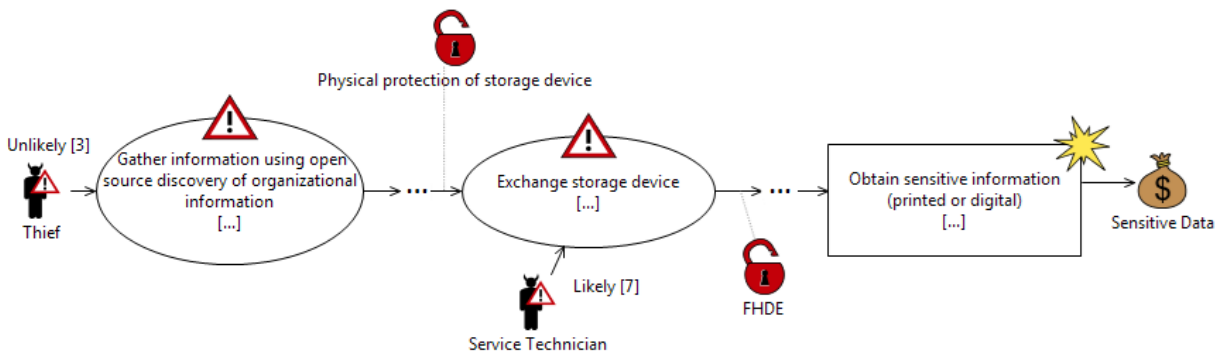 Physical protection of storage device
Unlikely [3]
Thief
Gather information using open
source discovery of organizational
information
[...]
...
Exchange storage device
[...]
...
Obtain sensitive information
(printed or digital)
[...]
$
Sensitive Data
Likely [7]
Service Technician
FHDE